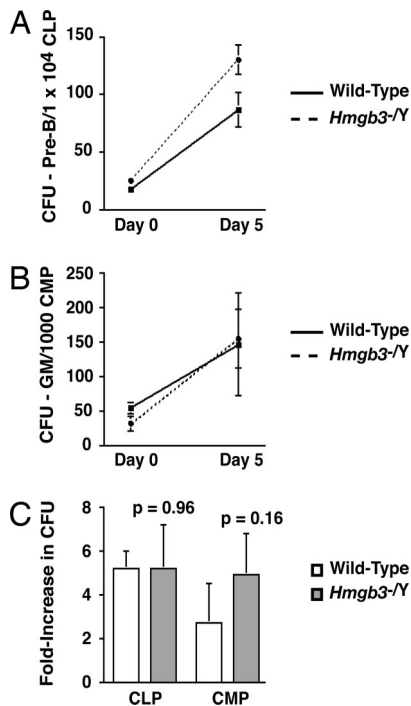 A
CFU - Pre-B/1 x 10⁴ CLP
150
100
50
0
Day 0 Day 5
Wild-Type
Hmgb3-/Y
B
CFU - GM/1000 CMP
250
200
150
100
50
0
Day 0 Day 5
Wild-Type
Hmgb3-/Y
C
Fold-Increase in CFU
8
6
4
2
0
p = 0.96
p = 0.16
CLP CMP
Wild-Type
Hmgb3-/Y